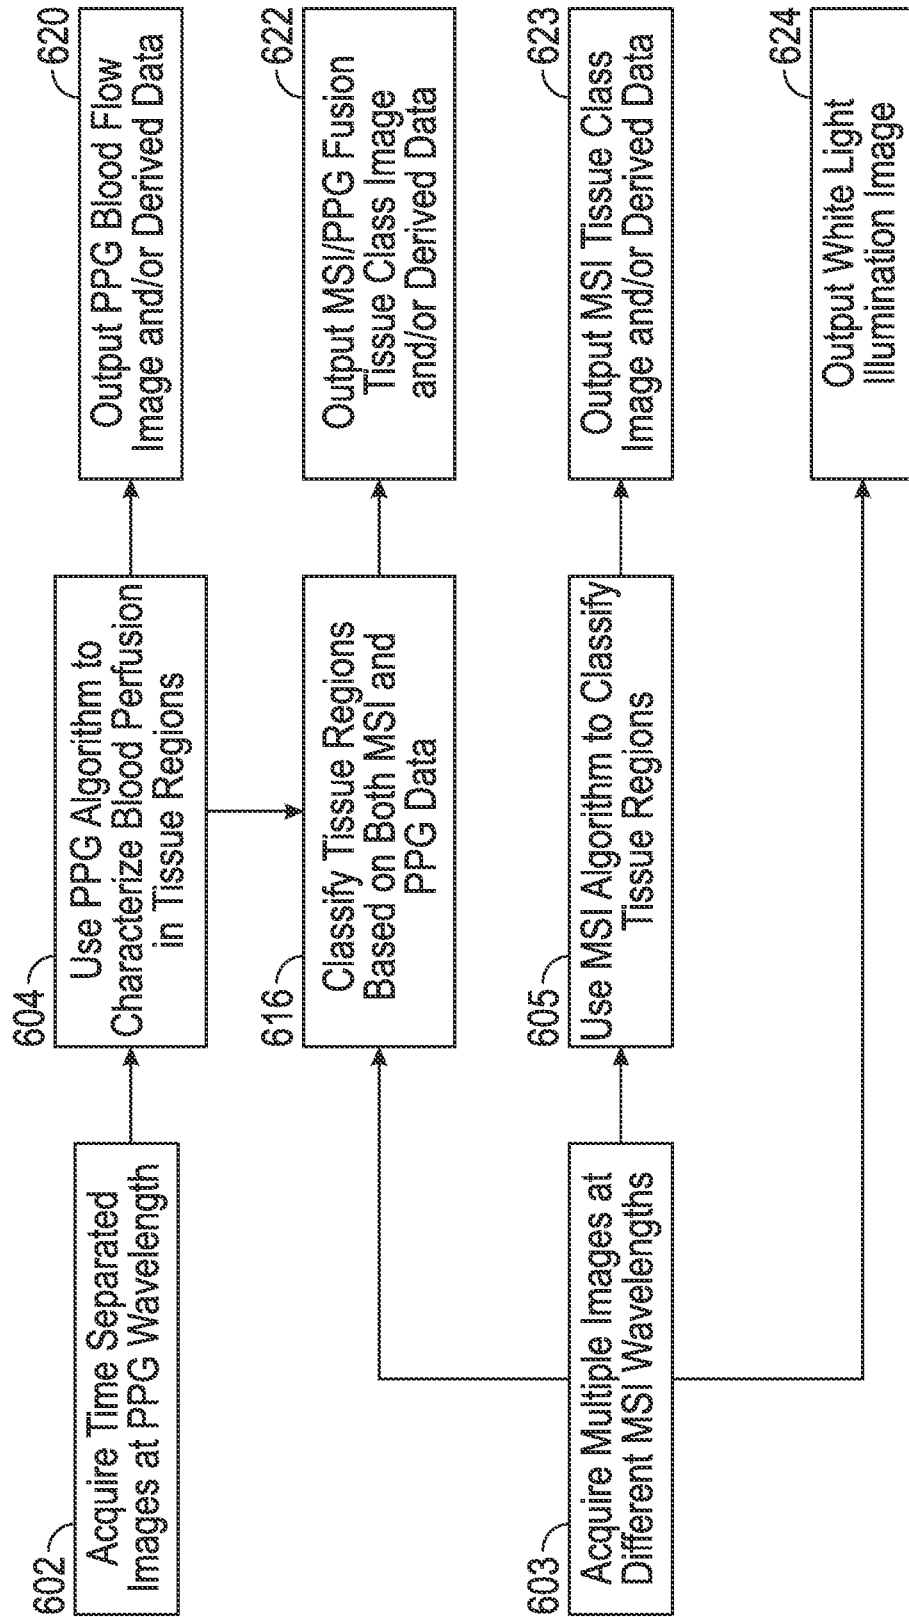 602
Acquire Time Separated
Images at PPG Wavelength
604
Use PPG Algorithm to
Characterize Blood Perfusion
in Tissue Regions
620
Output PPG Blood Flow
Image and/or Derived Data
616
Classify Tissue Regions
Based on Both MSI and
PPG Data
622
Output MSI/PPG Fusion
Tissue Class Image
and/or Derived Data
603
Acquire Multiple Images at
Different MSI Wavelengths
605
Use MSI Algorithm to Classify
Tissue Regions
623
Output MSI Tissue Class
Image and/or Derived Data
624
Output White Light
Illumination Image